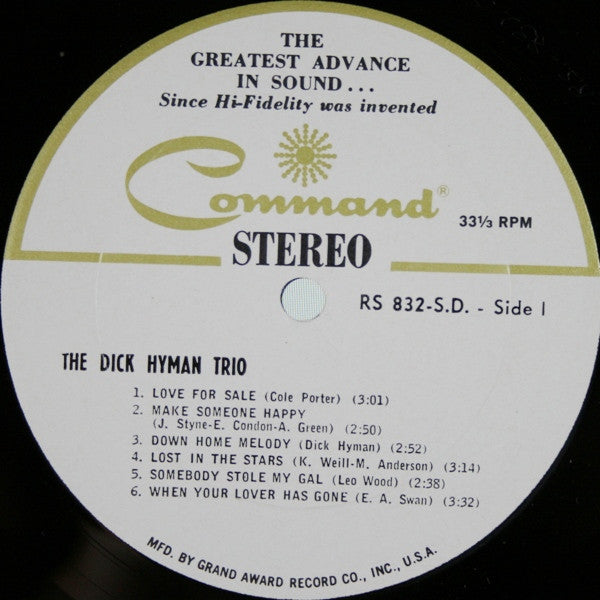 THE
GREATEST ADVANCE
IN SOUND...
Since Hi-Fidelity was invented
Command®
33⅓ RPM
STEREO
RS 832-S.D. - Side 1
THE DICK HYMAN TRIO
1. LOVE FOR SALE (Cole Porter) (3:01)
2. MAKE SOMEONE HAPPY
(J. Styne-E. Condon-A. Green) (2:50)
3. DOWN HOME MELODY (Dick Hyman) (2:52)
4. LOST IN THE STARS (K. Weill-M. Anderson) (3:14)
5. SOMEBODY STOLE MY GAL (Leo Wood) (2:38)
6. WHEN YOUR LOVER HAS GONE (E. A. Swan) (3:32)
MFD. BY GRAND AWARD RECORD CO., INC., U.S.A.